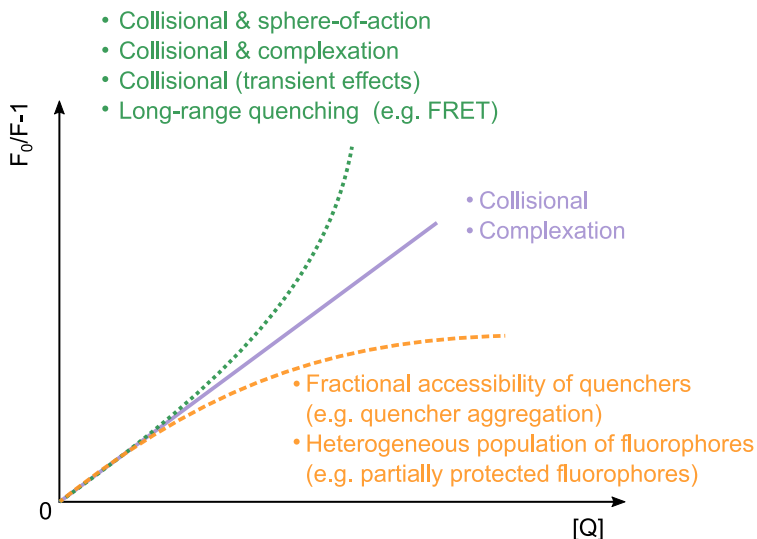 • Collisional & sphere-of-action
• Collisional & complexation
• Collisional (transient effects)
• Long-range quenching (e.g. FRET)
F₀/F-1
• Collisional
• Complexation
• Fractional accessibility of quenchers
(e.g. quencher aggregation)
• Heterogeneous population of fluorophores
(e.g. partially protected fluorophores)
0
[Q]